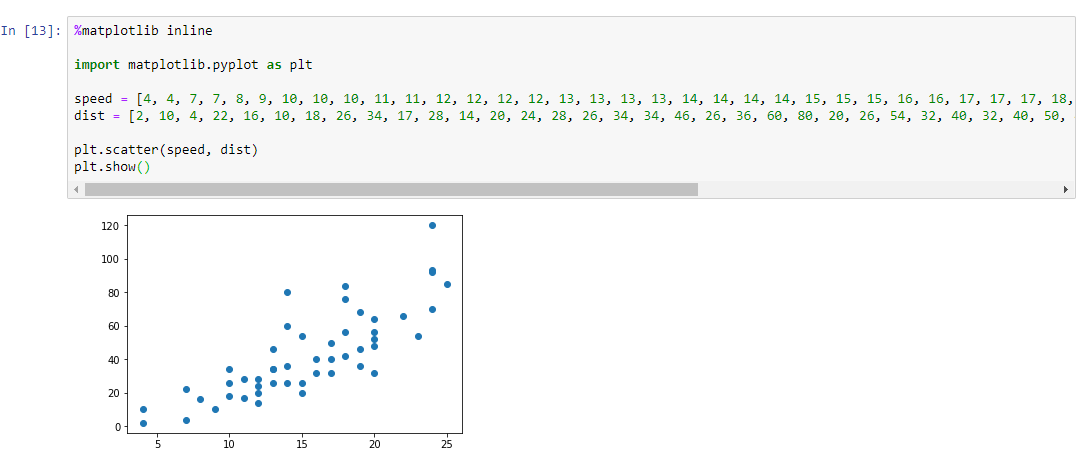 In [13]: %matplotlib inline
import matplotlib.pyplot as plt
speed = [4, 4, 7, 7, 8, 9, 10, 10, 10, 11, 11, 12, 12, 12, 12, 13, 13, 13, 13, 14, 14, 14, 14, 15, 15, 15, 16, 16, 17, 17, 17, 18,
dist = [2, 10, 4, 22, 16, 10, 18, 26, 34, 17, 28, 14, 20, 24, 28, 26, 34, 34, 46, 26, 36, 60, 80, 20, 26, 54, 32, 40, 32, 40, 50,
plt.scatter(speed, dist)
plt.show()
120
100
80
60
40
20
0
5 10 15 20 25